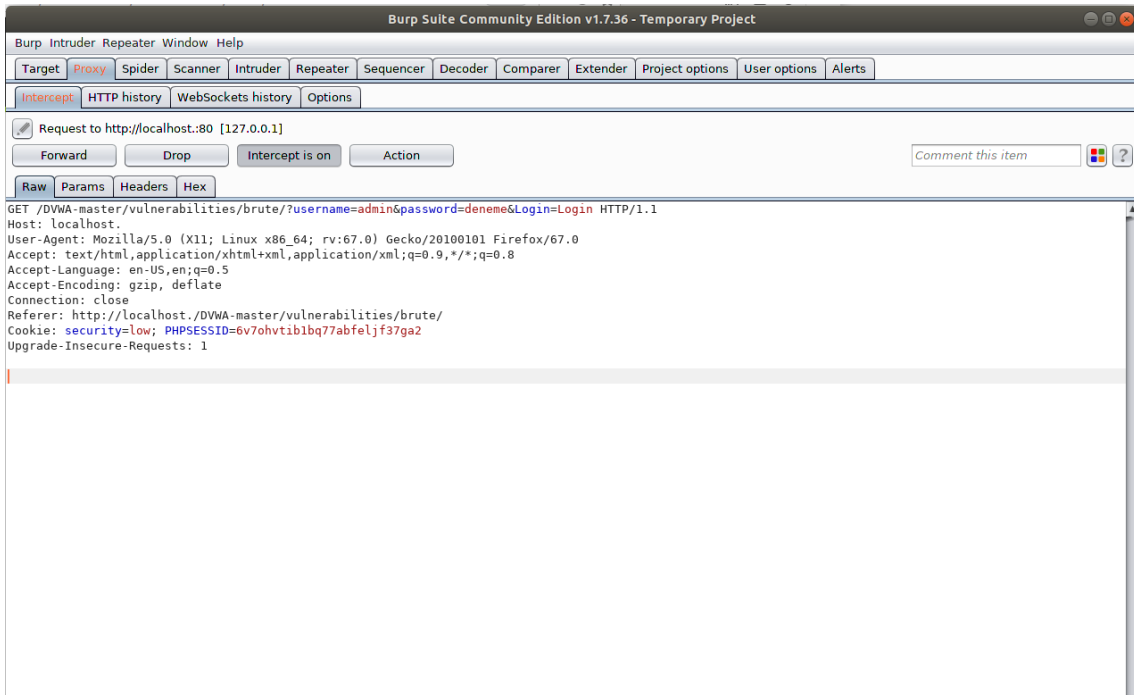 Burp Suite Community Edition v1.7.36 - Temporary Project
Burp Intruder Repeater Window Help
Target Proxy Spider Scanner Intruder Repeater Sequencer Decoder Comparer Extender Project options User options Alerts
Intercept HTTP history WebSockets history Options
Request to http://localhost.:80 [127.0.0.1]
Forward Drop Intercept is on Action Comment this item ?
Raw Params Headers Hex
GET /DVWA-master/vulnerabilities/brute/?username=admin&password=deneme&Login=Login HTTP/1.1
Host: localhost.
User-Agent: Mozilla/5.0 (X11; Linux x86_64; rv:67.0) Gecko/20100101 Firefox/67.0
Accept: text/html,application/xhtml+xml,application/xml;q=0.9,*/*;q=0.8
Accept-Language: en-US,en;q=0.5
Accept-Encoding: gzip, deflate
Connection: close
Referer: http://localhost./DVWA-master/vulnerabilities/brute/
Cookie: security=low; PHPSESSID=6v7ohvtib1bq77abfeljf37ga2
Upgrade-Insecure-Requests: 1